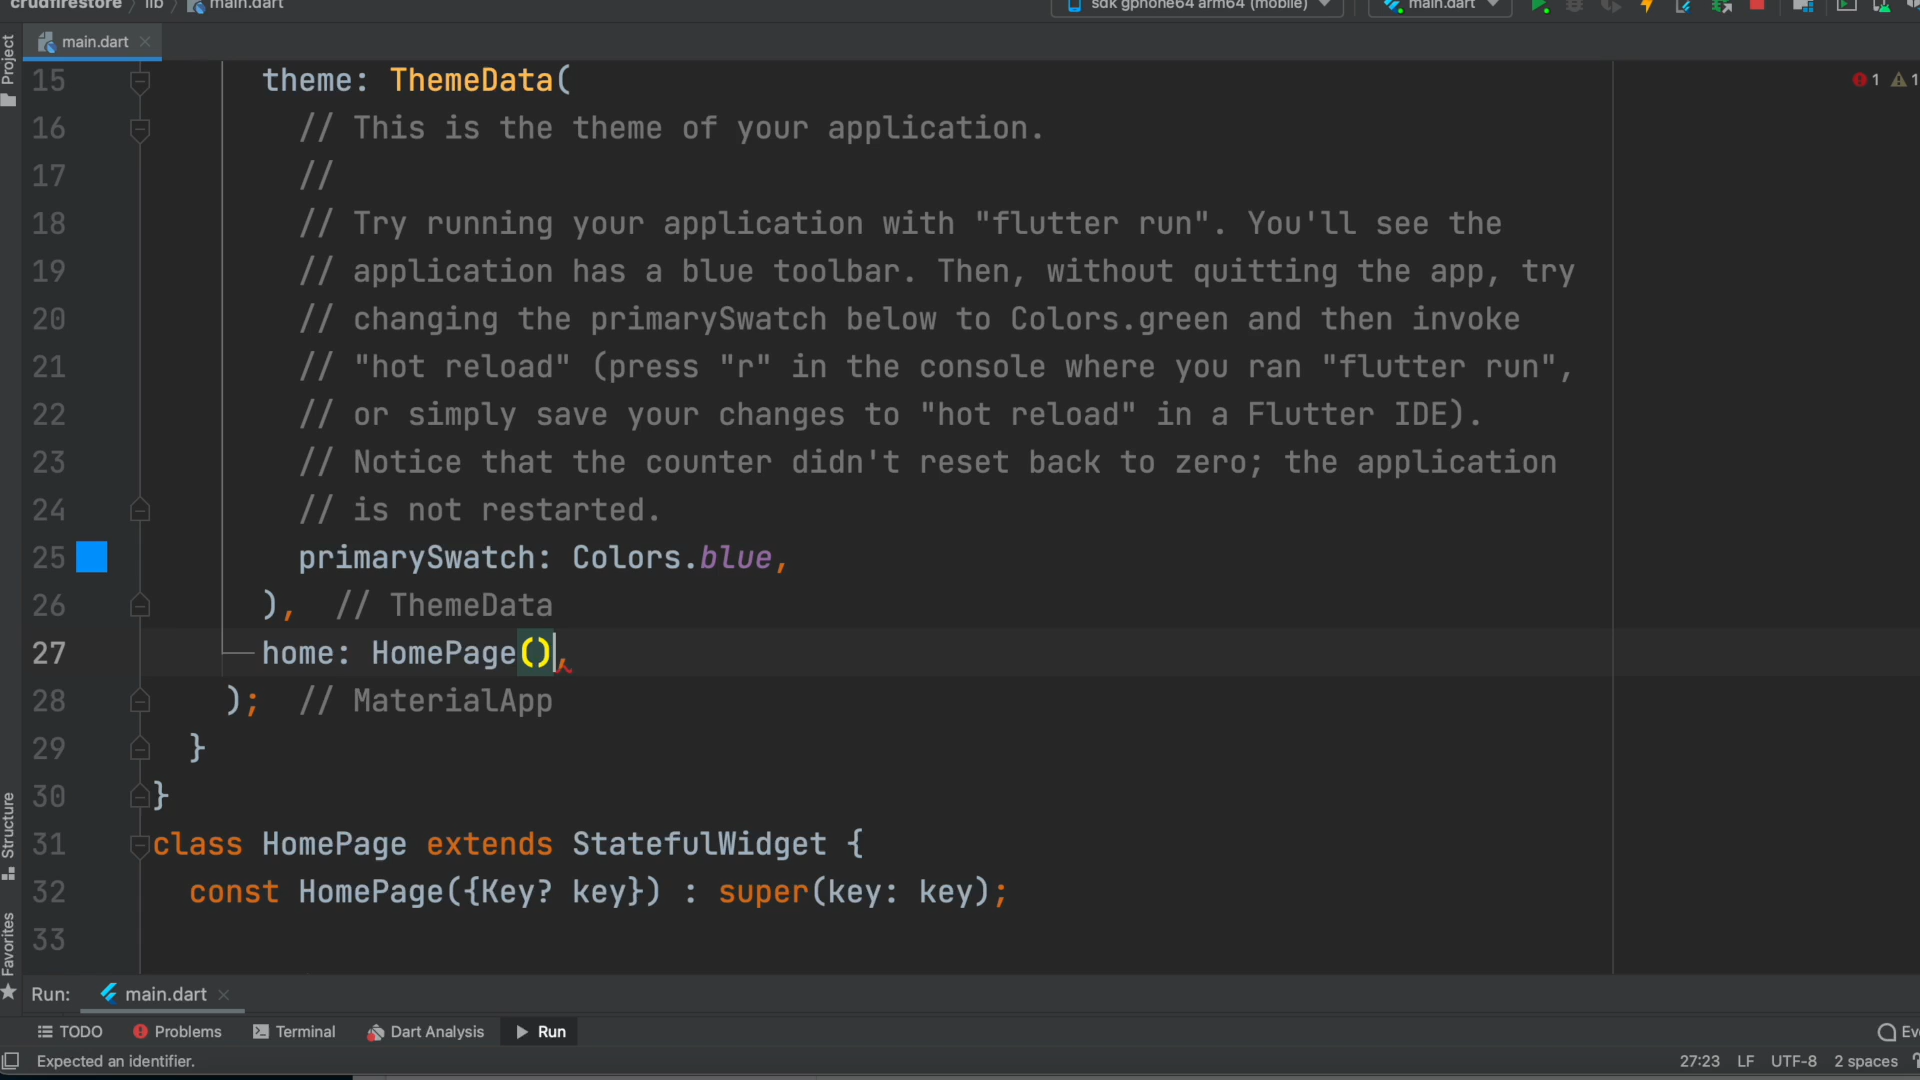 crudfirestore lib main.dart
sdk gphone64 arm64 (mobile) main.dart
main.dart
Project
15 theme: ThemeData(
1 1
16 // This is the theme of your application.
17 //
18 // Try running your application with "flutter run". You'll see the
19 // application has a blue toolbar. Then, without quitting the app, try
20 // changing the primarySwatch below to Colors.green and then invoke
21 // "hot reload" (press "r" in the console where you ran "flutter run",
22 // or simply save your changes to "hot reload" in a Flutter IDE).
23 // Notice that the counter didn't reset back to zero; the application
24 // is not restarted.
25 primarySwatch: Colors.blue,
26 ), // ThemeData
27 home: HomePage(),
28 ); // MaterialApp
29 }
30 }
31 class HomePage extends StatefulWidget {
32 const HomePage({Key? key}) : super(key: key);
33
Structure
Favorites
Run: main.dart
TODO Problems Terminal Dart Analysis Run
Expected an identifier. 27:23 LF UTF-8 2 spaces